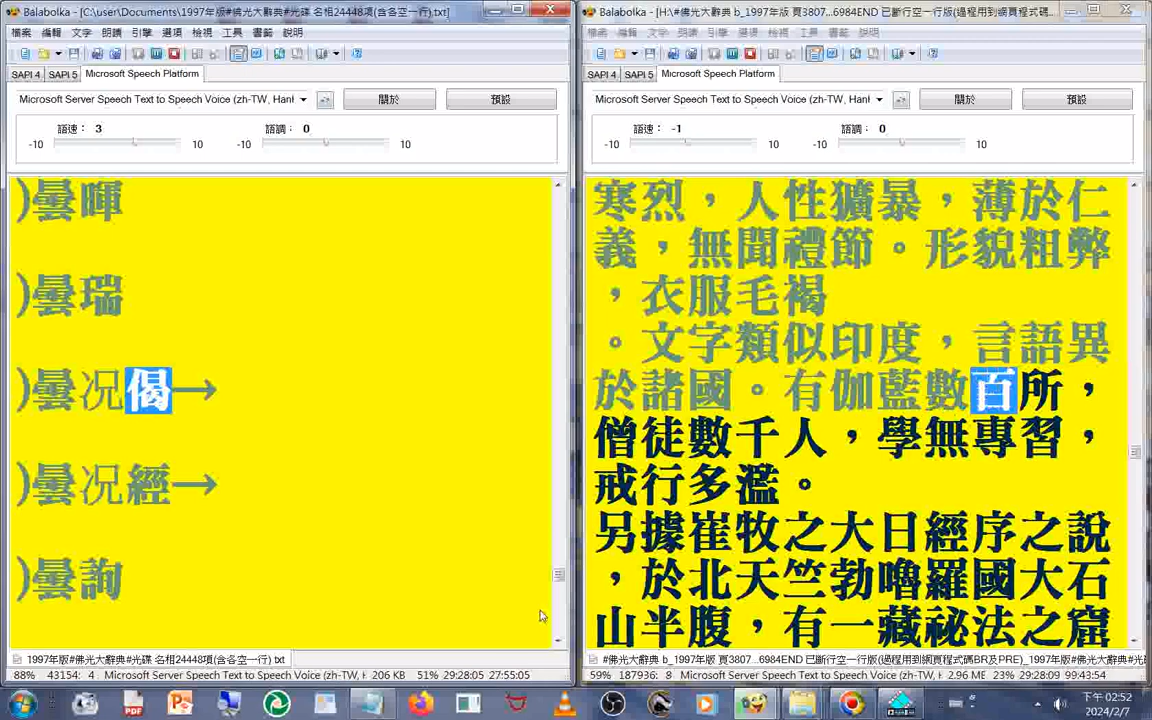 Balabolka - [C:\user\Documents\1997年版#佛光大辭典#光碟 名相24448項(含各空一行).txt]
檔案 編輯 文字 朗讀 引擎 選項 檢視 工具 書籤 說明
SAPI 4 SAPI 5 Microsoft Speech Platform
Microsoft Server Speech Text to Speech Voice (zh-TW, Hanl
關於
預設
語速： 3
語調： 0
-10 10 -10 10
)曇暉
)曇瑞
)曇况偈→
)曇况經→
)曇詢
1997年版#佛光大辭典#光碟 名相24448項(含各空一行) txt
88% 43154: 4 Microsoft Server Speech Text to Speech Voice (zh-TW, H 206 KB 51% 29:28:05 27:55:05
Balabolka - [H:\#佛光大辭典 b_1997年版 頁3807...6984END 已斷行空一行版(過程用到網頁程式碼
檔案 編輯 文字 朗讀 引擎 選項 檢視 工具 書籤 說明
SAPI 4 SAPI 5 Microsoft Speech Platform
Microsoft Server Speech Text to Speech Voice (zh-TW, Hanl
關於
預設
語速： -1
語調： 0
-10 10 -10 10
寒烈，人性獷暴，薄於仁
義，無聞禮節。形貌粗弊
，衣服毛褐
。文字類似印度，言語異
於諸國。有伽藍數百所，
僧徒數千人，學無專習，
戒行多濫。
另據崔牧之大日經序之說
，於北天竺勃嚕羅國大石
山半腹，有一藏祕法之窟
#佛光大辭典 b_1997年版 頁3807...6984END 已斷行空一行版(過程用到網頁程式碼BR及PRE)_1997年版#光
59% 187936: 8 Microsoft Server Speech Text to Speech Voice (zh-TW, H 2.96 ME 23% 29:28:09 99:43:54
PDF
下午 02:52
2024/2/7